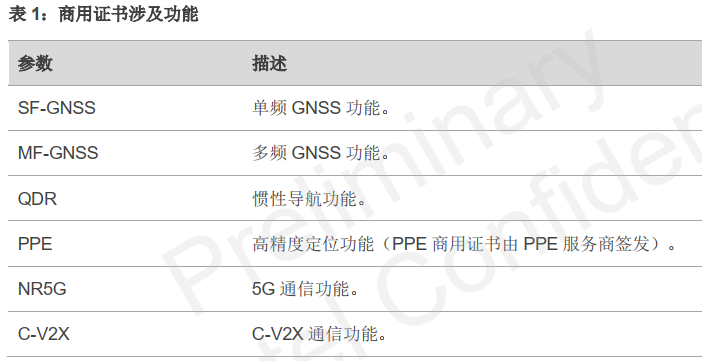 表 1：商用证书涉及功能
参数 描述
SF-GNSS 单频 GNSS 功能。
MF-GNSS 多频 GNSS 功能。
QDR 惯性导航功能。
PPE 高精度定位功能（PPE 商用证书由 PPE 服务商签发）。
NR5G 5G 通信功能。
C-V2X C-V2X 通信功能。
Preliminary